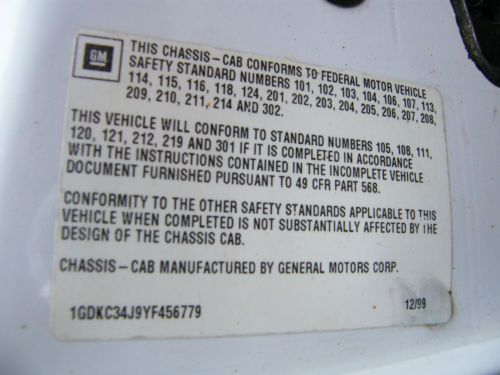 GM
THIS CHASSIS-CAB CONFORMS TO FEDERAL MOTOR VEHICLE
SAFETY STANDARD NUMBERS 101, 102, 103, 104, 106, 107, 113,
114, 115, 116, 118, 124, 201, 202, 203, 204, 205, 206, 207, 208,
209, 210, 211, 214 AND 302.
THIS VEHICLE WILL CONFORM TO STANDARD NUMBERS 105, 108, 111,
120, 121, 212, 219 AND 301 IF IT IS COMPLETED IN ACCORDANCE
WITH THE INSTRUCTIONS CONTAINED IN THE INCOMPLETE VEHICLE
DOCUMENT FURNISHED PURSUANT TO 49 CFR PART 568.
CONFORMITY TO THE OTHER SAFETY STANDARDS APPLICABLE TO THIS
VEHICLE WHEN COMPLETED IS NOT SUBSTANTIALLY AFFECTED BY THE
DESIGN OF THE CHASSIS CAB.
CHASSIS-CAB MANUFACTURED BY GENERAL MOTORS CORP.
1GDKC34J9YF456779 12/99